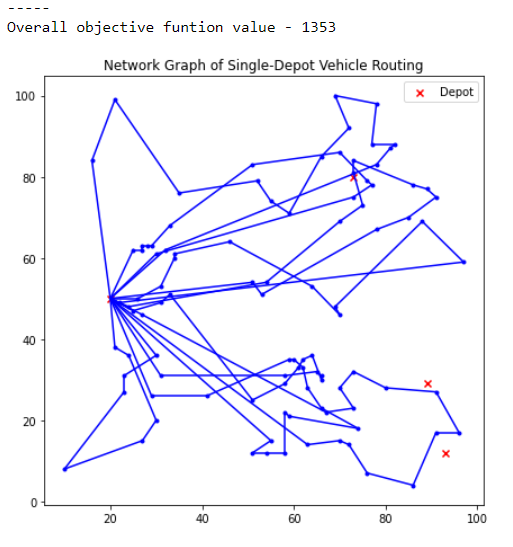 -----
Overall objective funtion value - 1353
Network Graph of Single-Depot Vehicle Routing
Depot
100
80
60
40
20
0
20 40 60 80 100